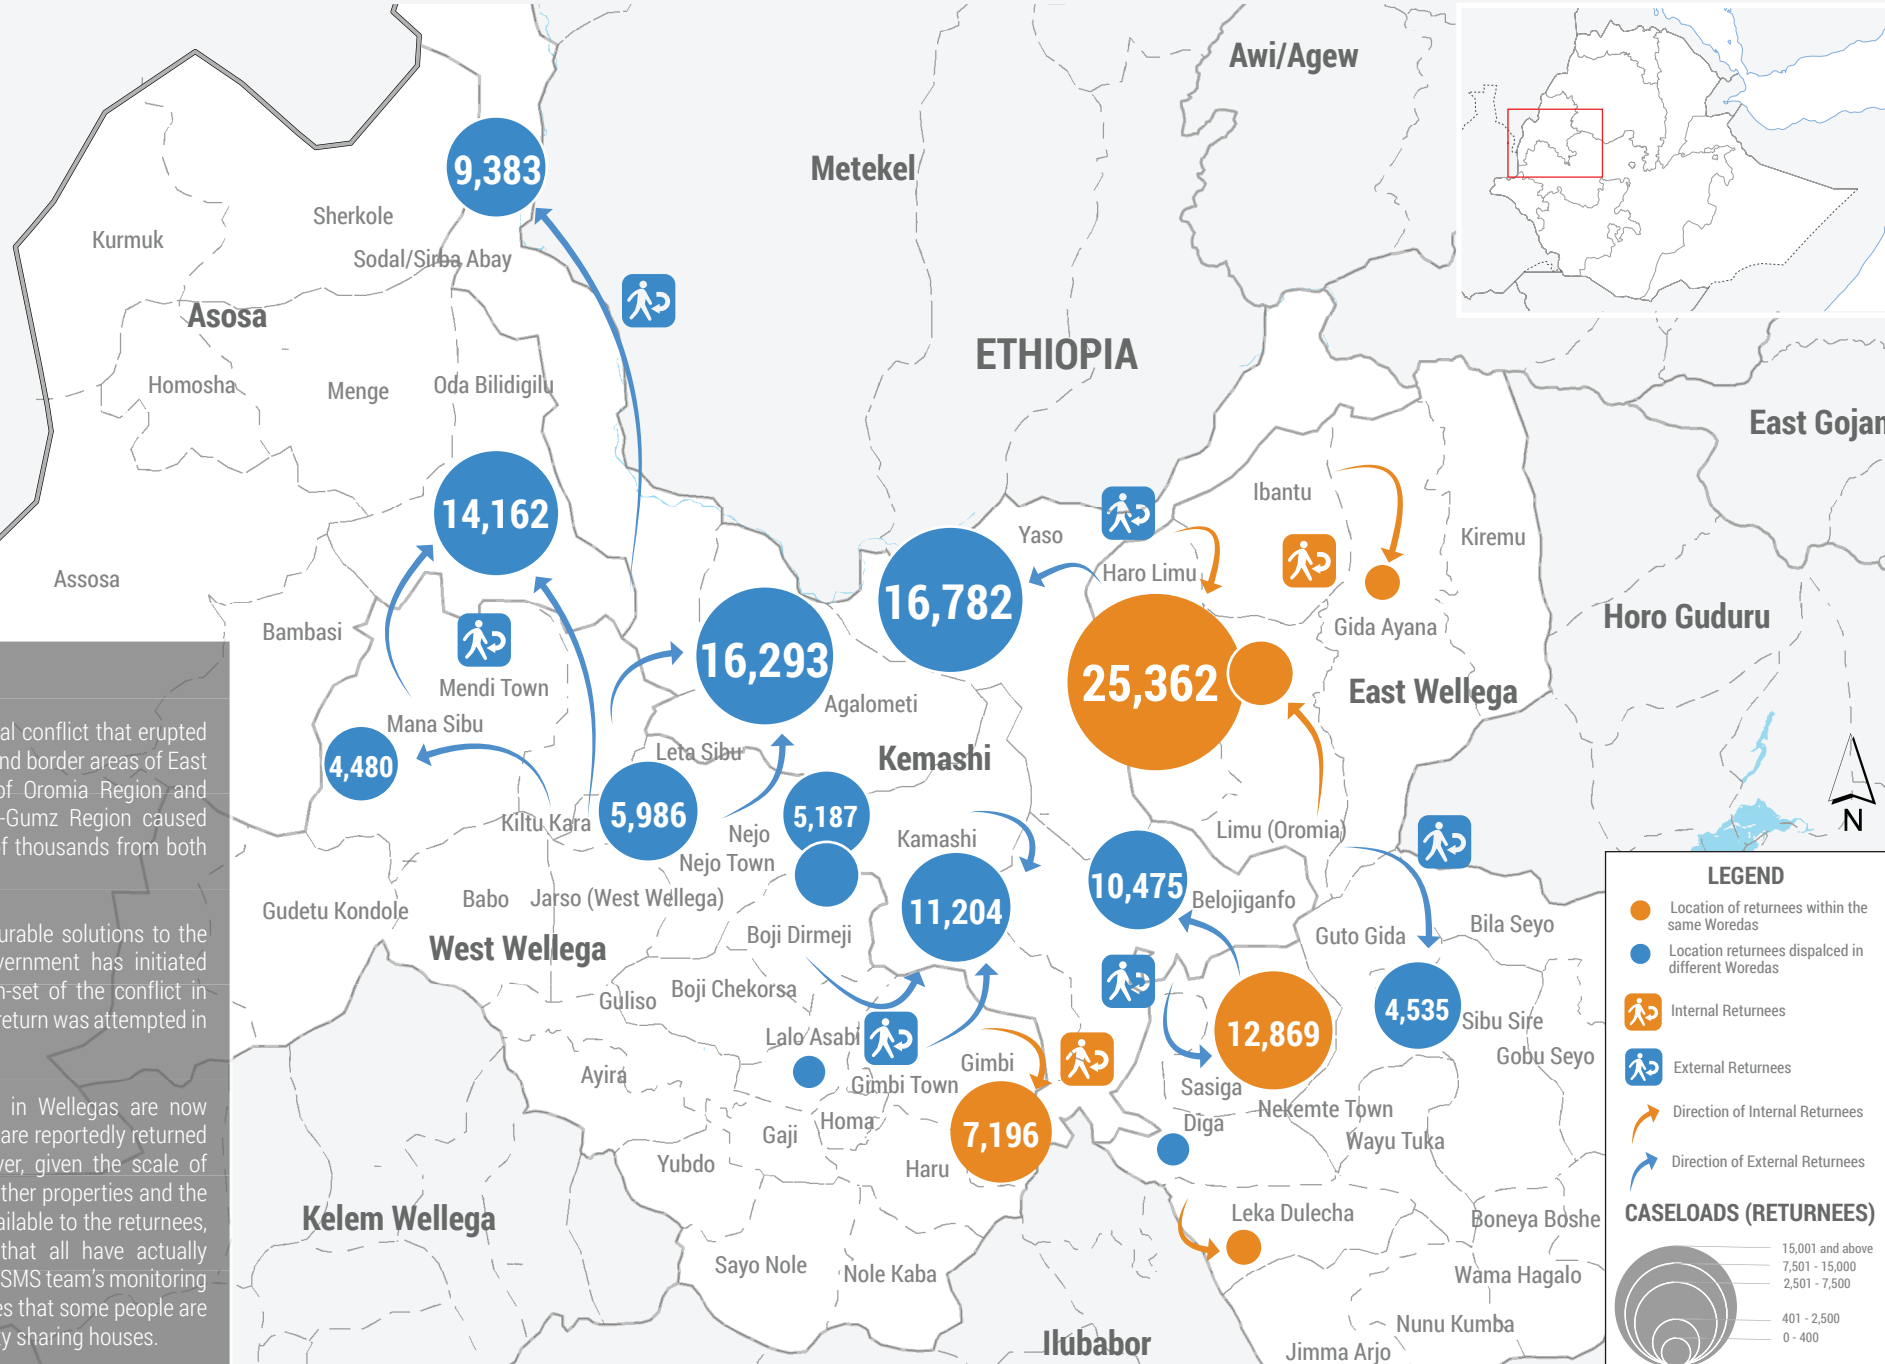 Awi/Agew
Metekel
9,383
Sherkole
Kurmuk
Sodal/Sirba Abay
Asosa
ETHIOPIA
Homosha
Menge
Oda Bilidigilu
East Gojan
14,162
Ibantu
Yaso
Kiremu
Haro Limu
Assosa
16,782
Bambasi
Gida Ayana
Horo Guduru
16,293
25,362
Mendi Town
East Wellega
Agalometi
Mana Sibu
Leta Sibu
Kemashi
4,480
5,986
5,187
Kiltu Kara
Nejo
Kamashi
Limu (Oromia)
N
Nejo Town
10,475
Babo
Jarso (West Wellega)
Belojiganfo
Gudetu Kondole
11,204
Bila Seyo
West Wellega
Boji Dirmeji
Guto Gida
Guliso
Boji Chekorsa
4,535
Sibu Sire
12,869
Lalo Asabi
Gobu Seyo
Gimbi
Ayira
Gimbi Town
Sasiga
Nekemte Town
Homa
Diga
Gaji
7,196
Wayu Tuka
Yubdo
Haru
Kelem Wellega
Leka Dulecha
Boneya Boshe
Sayo Nole
Nole Kaba
Wama Hagalo
Nunu Kumba
Ilubabor
Jimma Arjo
al conflict that erupted
nd border areas of East
of Oromia Region and
-Gumz Region caused
of thousands from both
urable solutions to the
vernment has initiated
n-set of the conflict in
return was attempted in
in Wellegas are now
are reportedly returned
ver, given the scale of
ther properties and the
ailable to the returnees,
that all have actually
SMS team's monitoring
es that some people are
ty sharing houses.
LEGEND
Location of returnees within the
same Woredas
Location returnees dispalced in
different Woredas
Internal Returnees
External Returnees
Direction of Internal Returnees
Direction of External Returnees
CASELOADS (RETURNEES)
15,001 and above
7,501 - 15,000
2,501 - 7,500
401 - 2,500
0 - 400